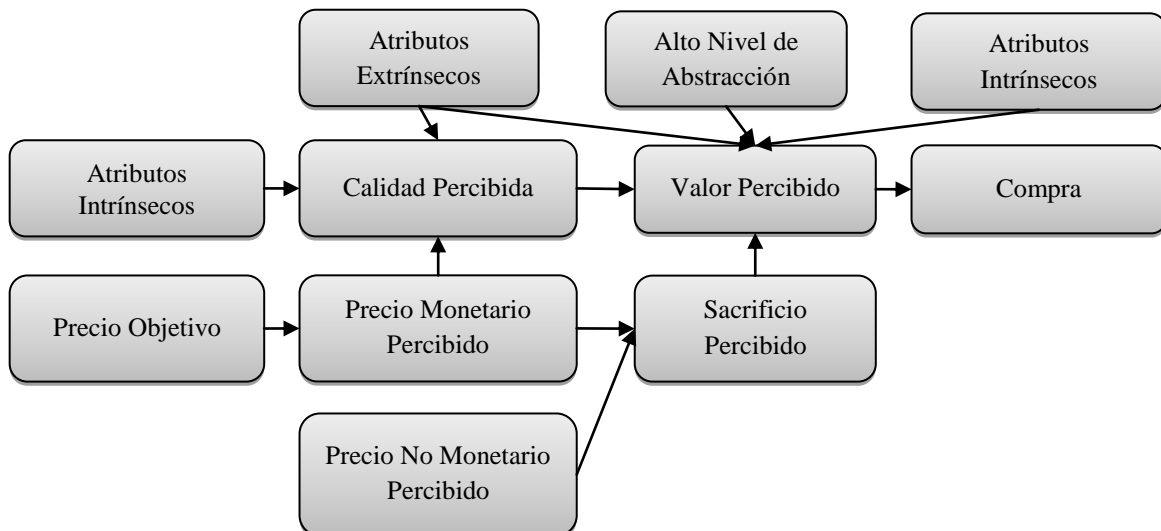 Atributos
Extrínsecos
Alto Nivel de
Abstracción
Atributos
Intrínsecos
Atributos
Intrínsecos
Calidad Percibida
Valor Percibido
Compra
Precio Objetivo
Precio Monetario
Percibido
Sacrificio
Percibido
Precio No Monetario
Percibido